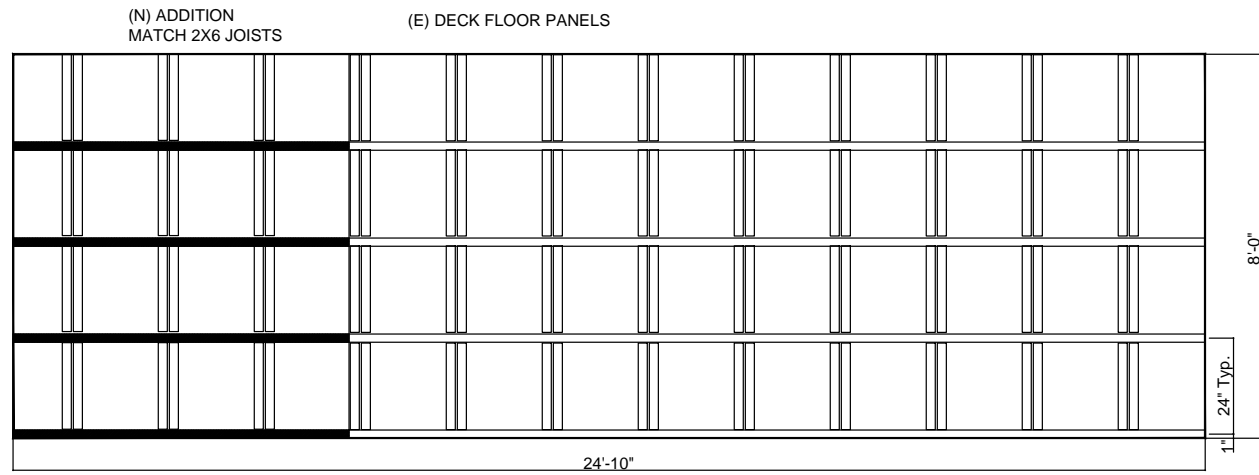 (N) ADDITION
MATCH 2X6 JOISTS
(E) DECK FLOOR PANELS
8'-0"
24" Typ.
1"
24'-10"